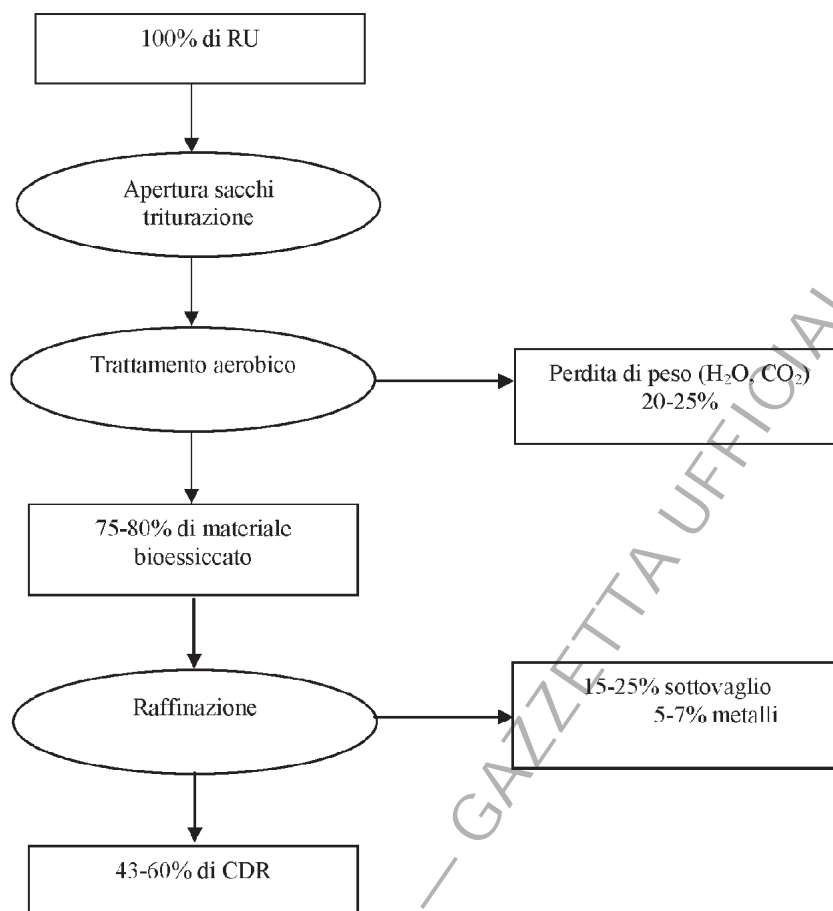 100% di RU
Apertura sacchi
triturazione
Trattamento aerobico
Perdita di peso (H₂O, CO₂)
20-25%
75-80% di materiale
bioessiccato
Raffinazione
15-25% sottovaglio
5-7% metalli
43-60% di CDR
— GAZZETTA UFFICIAL